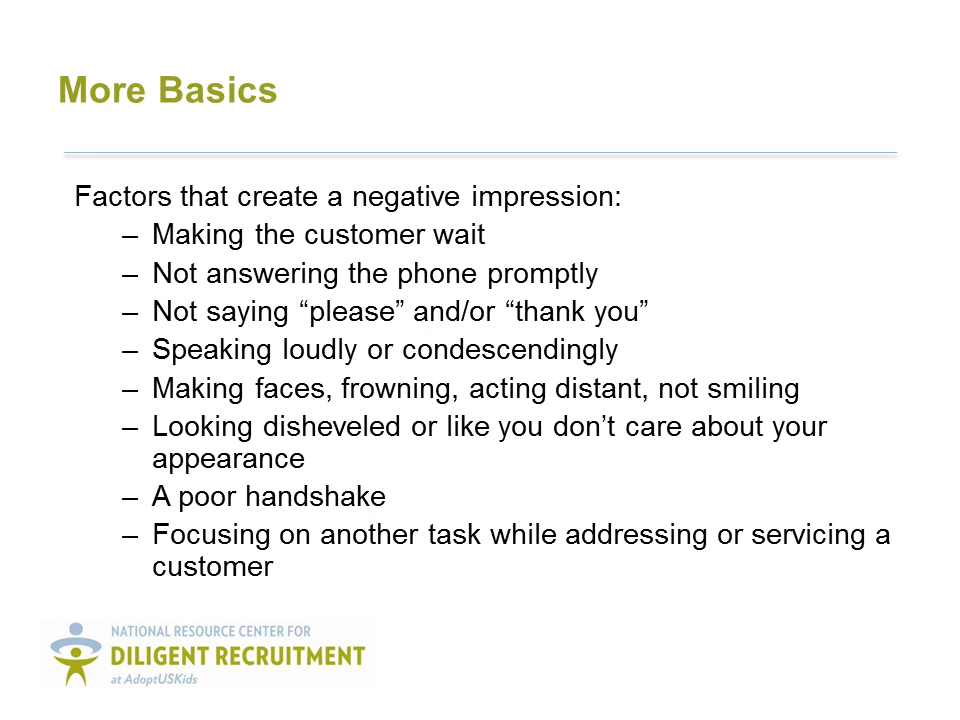 More Basics
Factors that create a negative impression:
– Making the customer wait
– Not answering the phone promptly
– Not saying “please” and/or “thank you”
– Speaking loudly or condescendingly
– Making faces, frowning, acting distant, not smiling
– Looking disheveled or like you don’t care about your
appearance
– A poor handshake
– Focusing on another task while addressing or servicing a
customer
NATIONAL RESOURCE CENTER FOR
DILIGENT RECRUITMENT
at AdoptUSKids